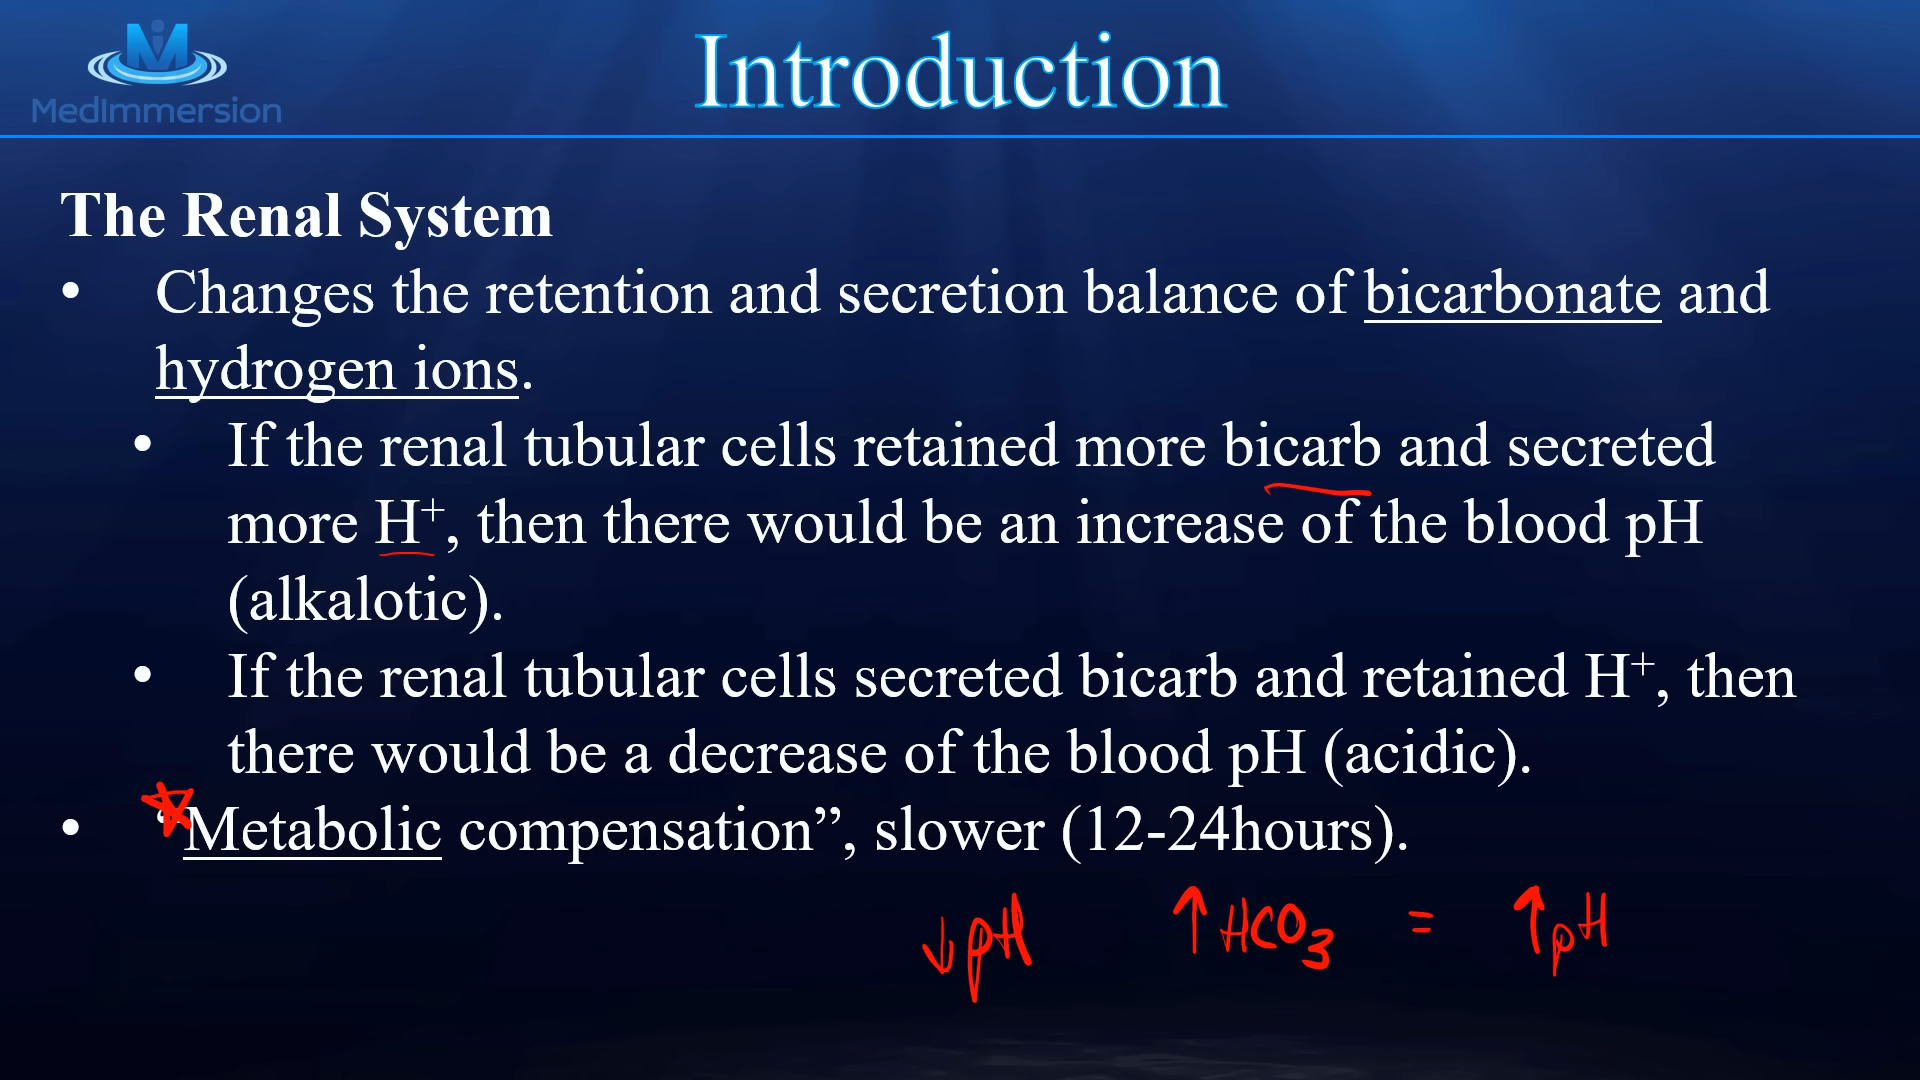 MedImmersion
Introduction
The Renal System
• Changes the retention and secretion balance of bicarbonate and
hydrogen ions.
• If the renal tubular cells retained more bicarb and secreted
more H⁺, then there would be an increase of the blood pH
(alkalotic).
• If the renal tubular cells secreted bicarb and retained H⁺, then
there would be a decrease of the blood pH (acidic).
• “Metabolic compensation”, slower (12-24hours).
↓pH ↑HCO3 = ↑pH